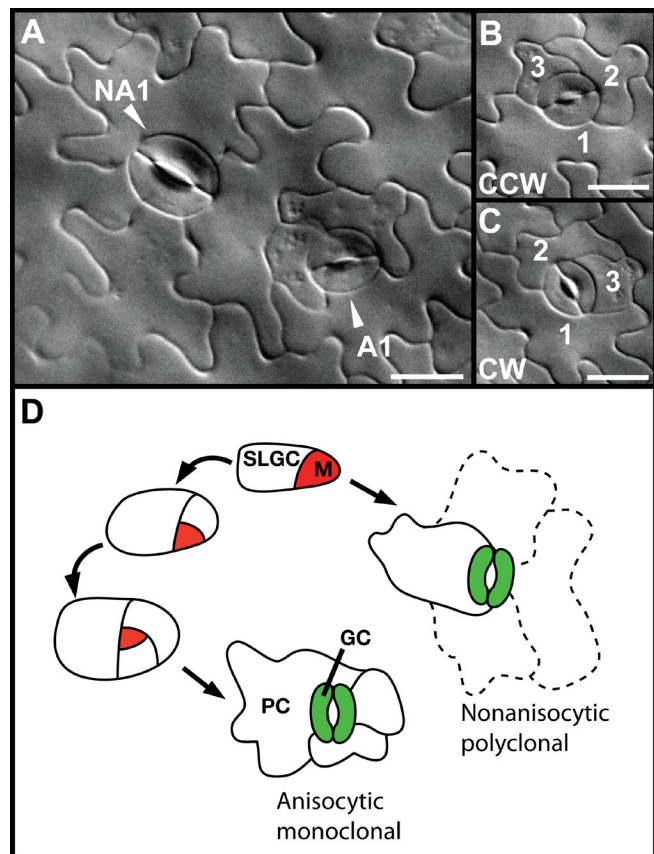 A
NA1
A1
B
3
2
1
CCW
C
2
3
1
CW
D
SLGC
M
GC
PC
Nonanisocytic
polyclonal
Anisocytic
monoclonal